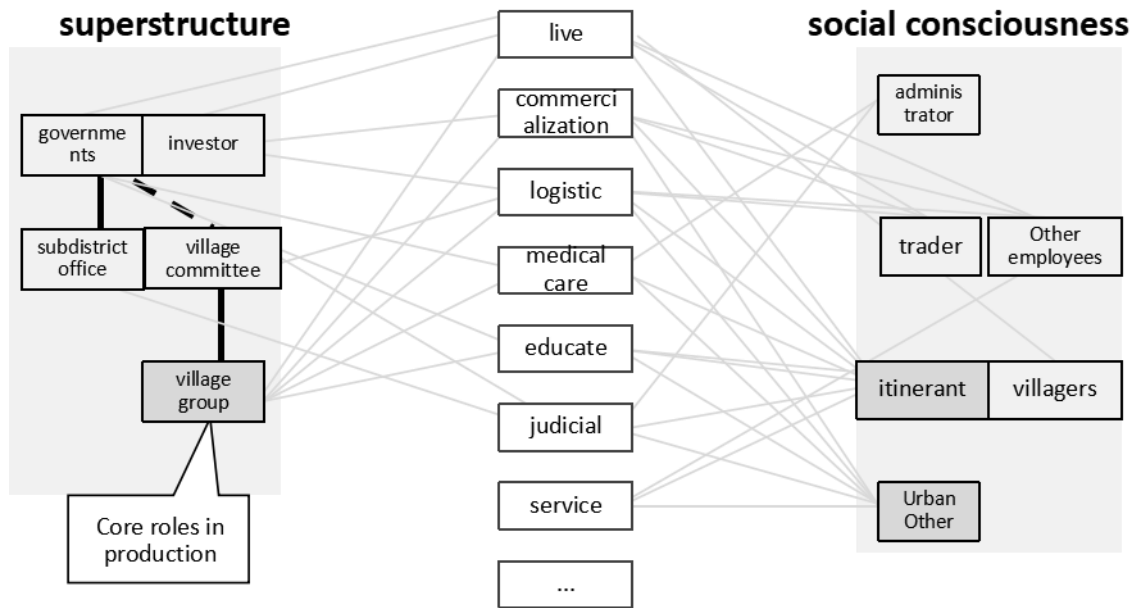 superstructure
governme
nts
investor
subdistrict
office
village
committee
village
group
Core roles in
production
live
commerci
alization
logistic
medical
care
educate
judicial
service
...
social consciousness
adminis
trator
trader
Other
employees
itinerant
villagers
Urban
Other